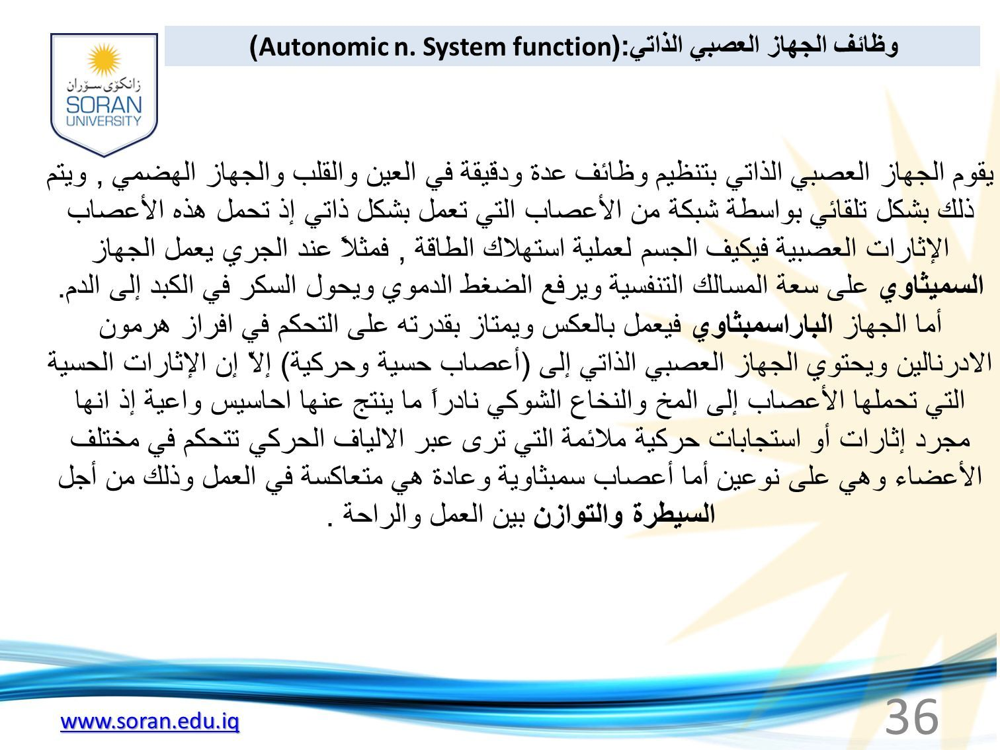 وظائف الجهاز العصبي الذاتي:(Autonomic n. System function)
زانكۆى سۆران
SORAN
UNIVERSITY
يقوم الجهاز العصبي الذاتي بتنظيم وظائف عدة ودقيقة في العين والقلب والجهاز الهضمي , ويتم
ذلك بشكل تلقائي بواسطة شبكة من الأعصاب التي تعمل بشكل ذاتي إذ تحمل هذه الأعصاب
الإثارات العصبية فيكيف الجسم لعملية استهلاك الطاقة , فمثلاً عند الجري يعمل الجهاز
السميثاوي على سعة المسالك التنفسية ويرفع الضغط الدموي ويحول السكر في الكبد إلى الدم.
أما الجهاز الباراسمبثاوي فيعمل بالعكس ويمتاز بقدرته على التحكم في افراز هرمون
الادرنالين ويحتوي الجهاز العصبي الذاتي إلى (أعصاب حسية وحركية) إلاّ إن الإثارات الحسية
التي تحملها الأعصاب إلى المخ والنخاع الشوكي نادراً ما ينتج عنها احاسيس واعية إذ انها
مجرد إثارات أو استجابات حركية ملائمة التي ترى عبر الالياف الحركي تتحكم في مختلف
الأعضاء وهي على نوعين أما أعصاب سمبثاوية وعادة هي متعاكسة في العمل وذلك من أجل
السيطرة والتوازن بين العمل والراحة .
www.soran.edu.iq
36